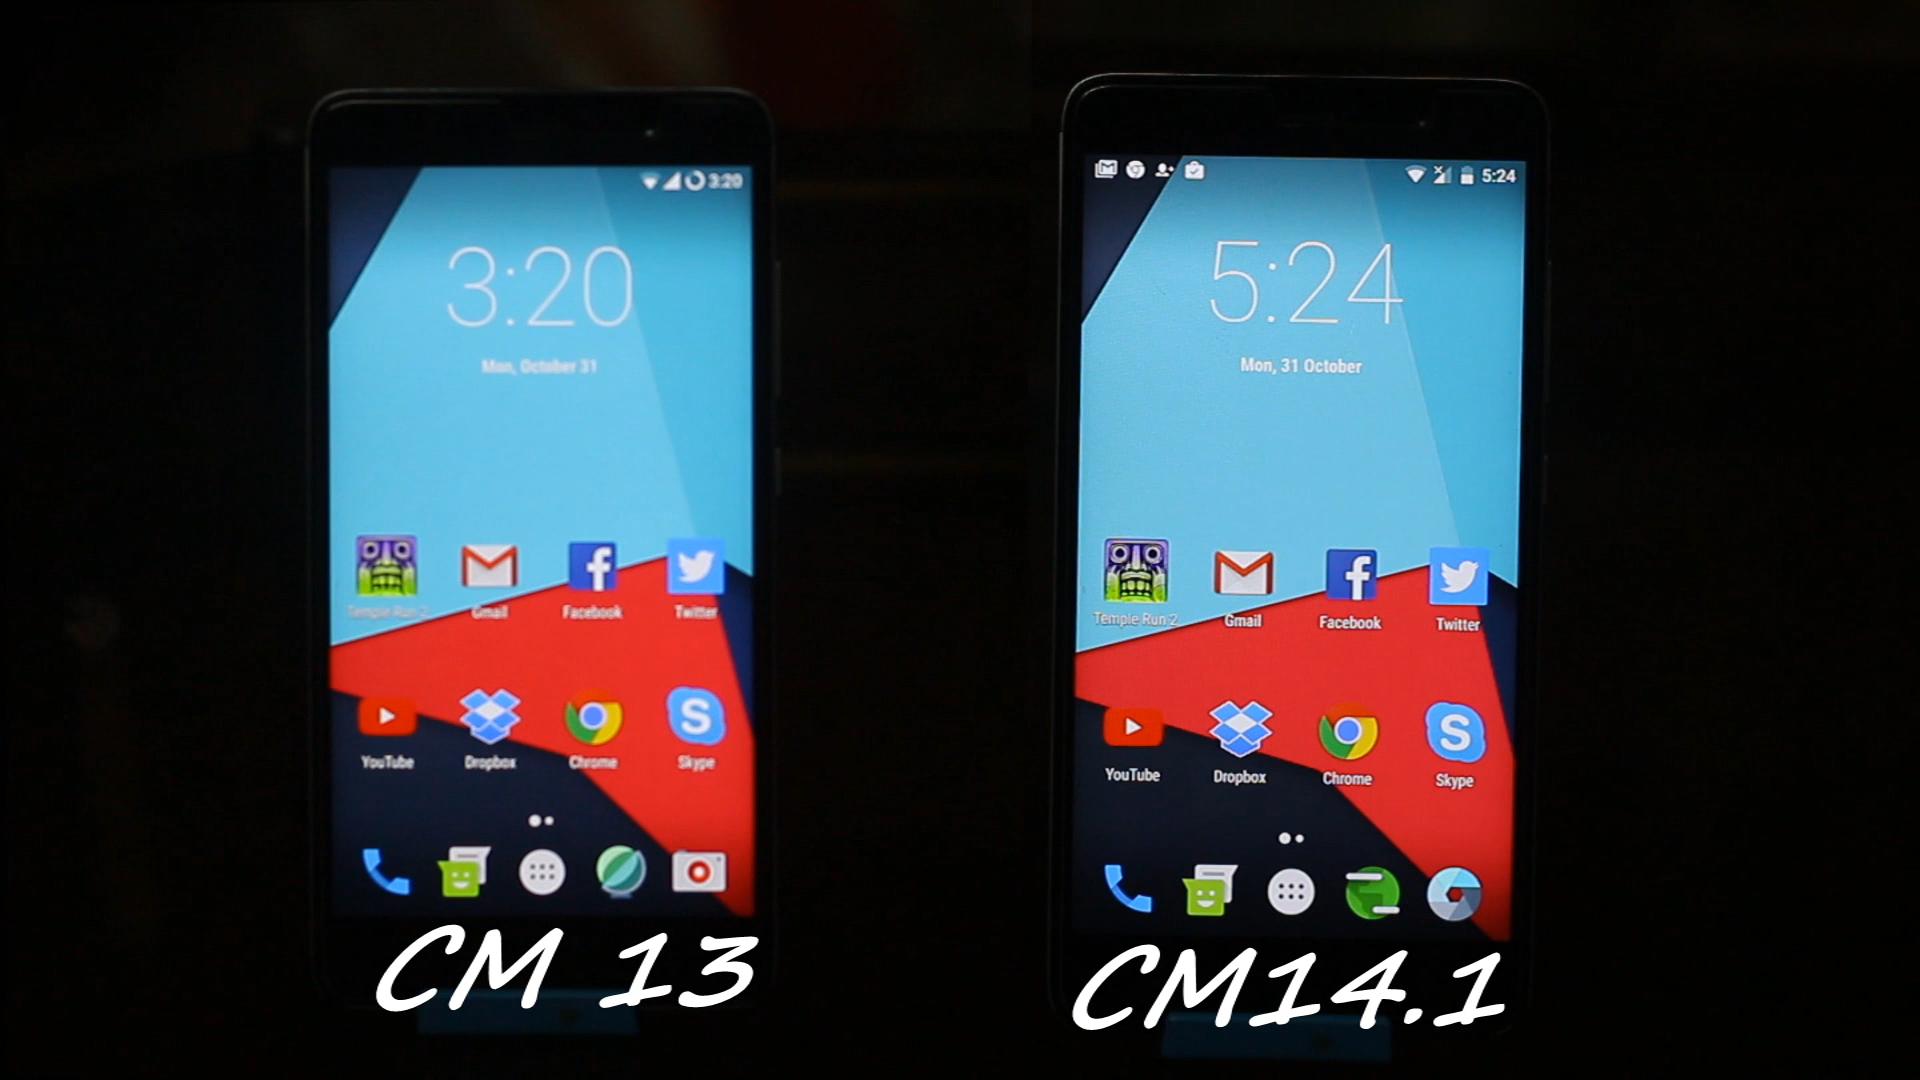 3:20
3:20
Mon, October 31
Temple Run 2
Gmail
Facebook
Twitter
YouTube
Dropbox
Chrome
Skype
CM 13
5:24
5:24
Mon, 31 October
Temple Run 2
Gmail
Facebook
Twitter
YouTube
Dropbox
Chrome
Skype
CM14.1